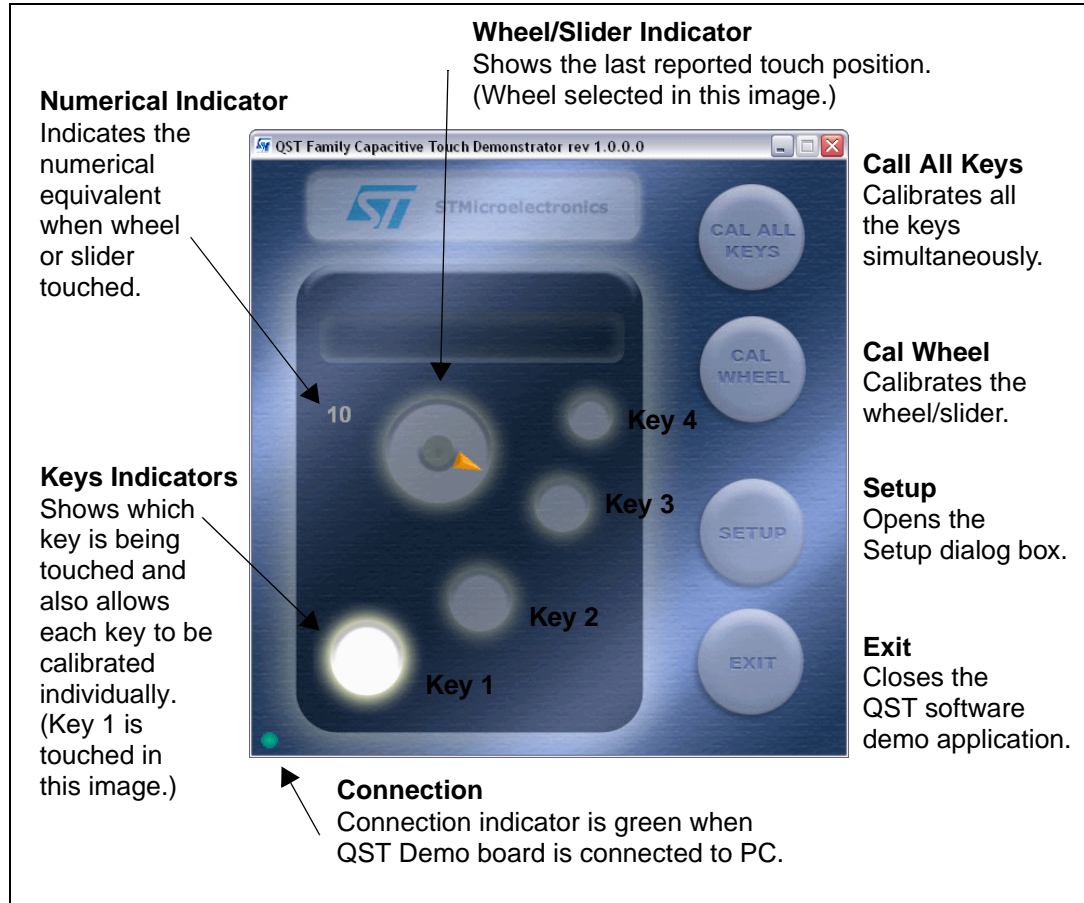 Wheel/Slider Indicator
Shows the last reported touch position.
(Wheel selected in this image.)
Numerical Indicator
Indicates the
numerical
equivalent
when wheel
or slider
touched.
QST Family Capacitive Touch Demonstrator rev 1.0.0.0
ST
STMicroelectronics
CAL ALL
KEYS
Call All Keys
Calibrates all
the keys
simultaneously.
CAL
WHEEL
Cal Wheel
Calibrates the
wheel/slider.
10
Key 4
Key 3
Key 2
Key 1
Keys Indicators
Shows which
key is being
touched and
also allows
each key to be
calibrated
individually.
(Key 1 is
touched in
this image.)
SETUP
Setup
Opens the
Setup dialog box.
EXIT
Exit
Closes the
QST software
demo application.
Connection
Connection indicator is green when
QST Demo board is connected to PC.